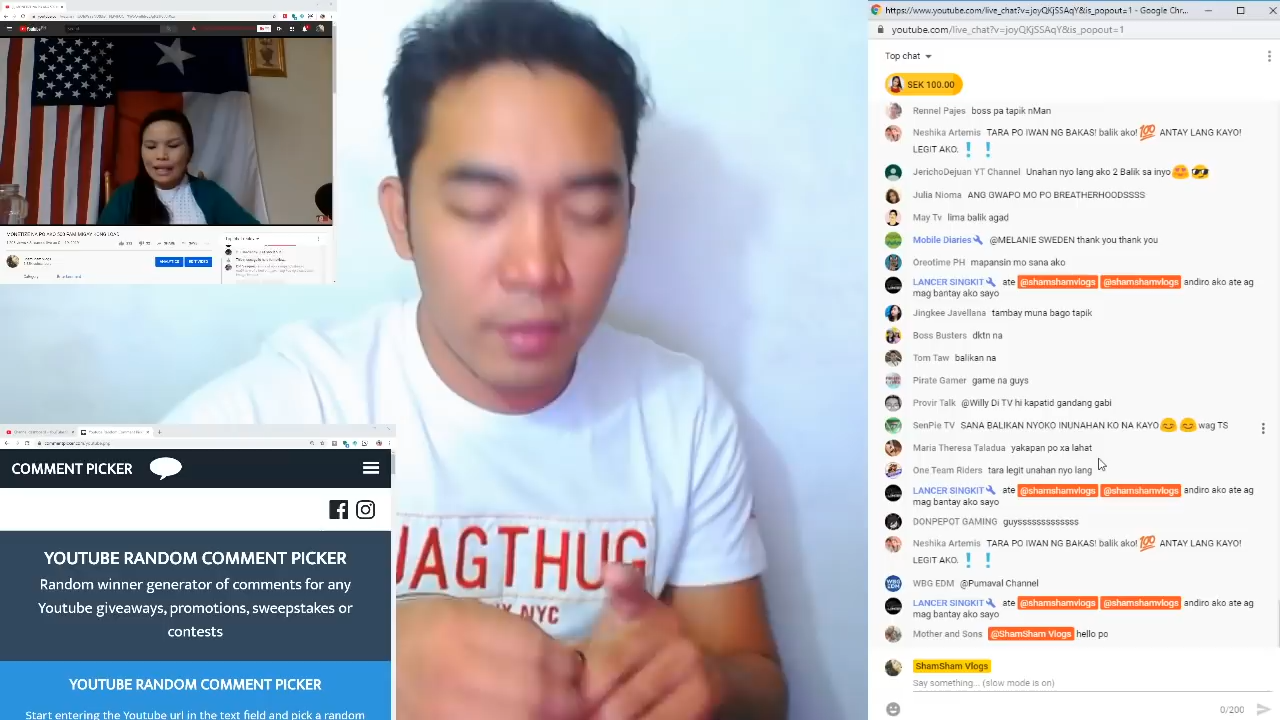 YouTube
MONETIZE NA PO AKO
SHARE
ANALYTICS
EDIT VIDEO
Category
COMMENT PICKER
YOUTUBE RANDOM COMMENT PICKER
Random winner generator of comments for any
Youtube giveaways, promotions, sweepstakes or
contests
YOUTUBE RANDOM COMMENT PICKER
Start entering the Youtube url in the text field and pick a random
WAGTHUG
NYC
https://www.youtube.com/live_chat?v=joyQKjSSAqY&is_popout=1 - Google Chr...
youtube.com/live_chat?v=joyQKjSSAqY&is_popout=1
Top chat
SEK 100.00
Rennel Pajes boss pa tapik nMan
Neshika Artemis TARA PO IWAN NG BAKAS! balik ako! 💯 ANTAY LANG KAYO!
LEGIT AKO. ❗ ❗
JerichoDejuan YT Channel Unahan nyo lang ako 2 Balik sa inyo😍 😎
Julia Nioma ANG GWAPO MO PO BREATHERHOODSSSS
May Tv lima balik agad
Mobile Diaries @MELANIE SWEDEN thank you thank you
Oreotime PH mapansin mo sana ako
LANCER SINGKIT ate @shamshamvlogs @shamshamvlogs andiro ako ate ag
mag bantay ako sayo
Jingkee Javellana tambay muna bago tapik
Boss Busters dktn na
Tom Taw balikan na
Pirate Gamer game na guys
Provir Talk @Willy Di TV hi kapatid gandang gabi
SenPie TV SANA BALIKAN NYOKO INUNAHAN KO NA KAYO😊 😊 wag TS
Maria Theresa Taladua yakapan po xa lahat
One Team Riders tara legit unahan nyo lang
LANCER SINGKIT ate @shamshamvlogs @shamshamvlogs andiro ako ate ag
mag bantay ako sayo
DONPEPOT GAMING guysssssssssssss
Neshika Artemis TARA PO IWAN NG BAKAS! balik ako! 💯 ANTAY LANG KAYO!
LEGIT AKO. ❗ ❗
WBG EDM @Pumaval Channel
LANCER SINGKIT ate @shamshamvlogs @shamshamvlogs andiro ako ate ag
mag bantay ako sayo
Mother and Sons @ShamSham Vlogs hello po
ShamSham Vlogs
Say something... (slow mode is on)
0/200